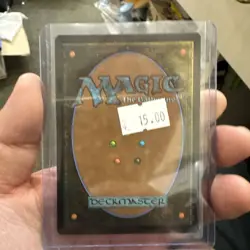 MAGIC
The Gathering
15.00
DECKMASTER